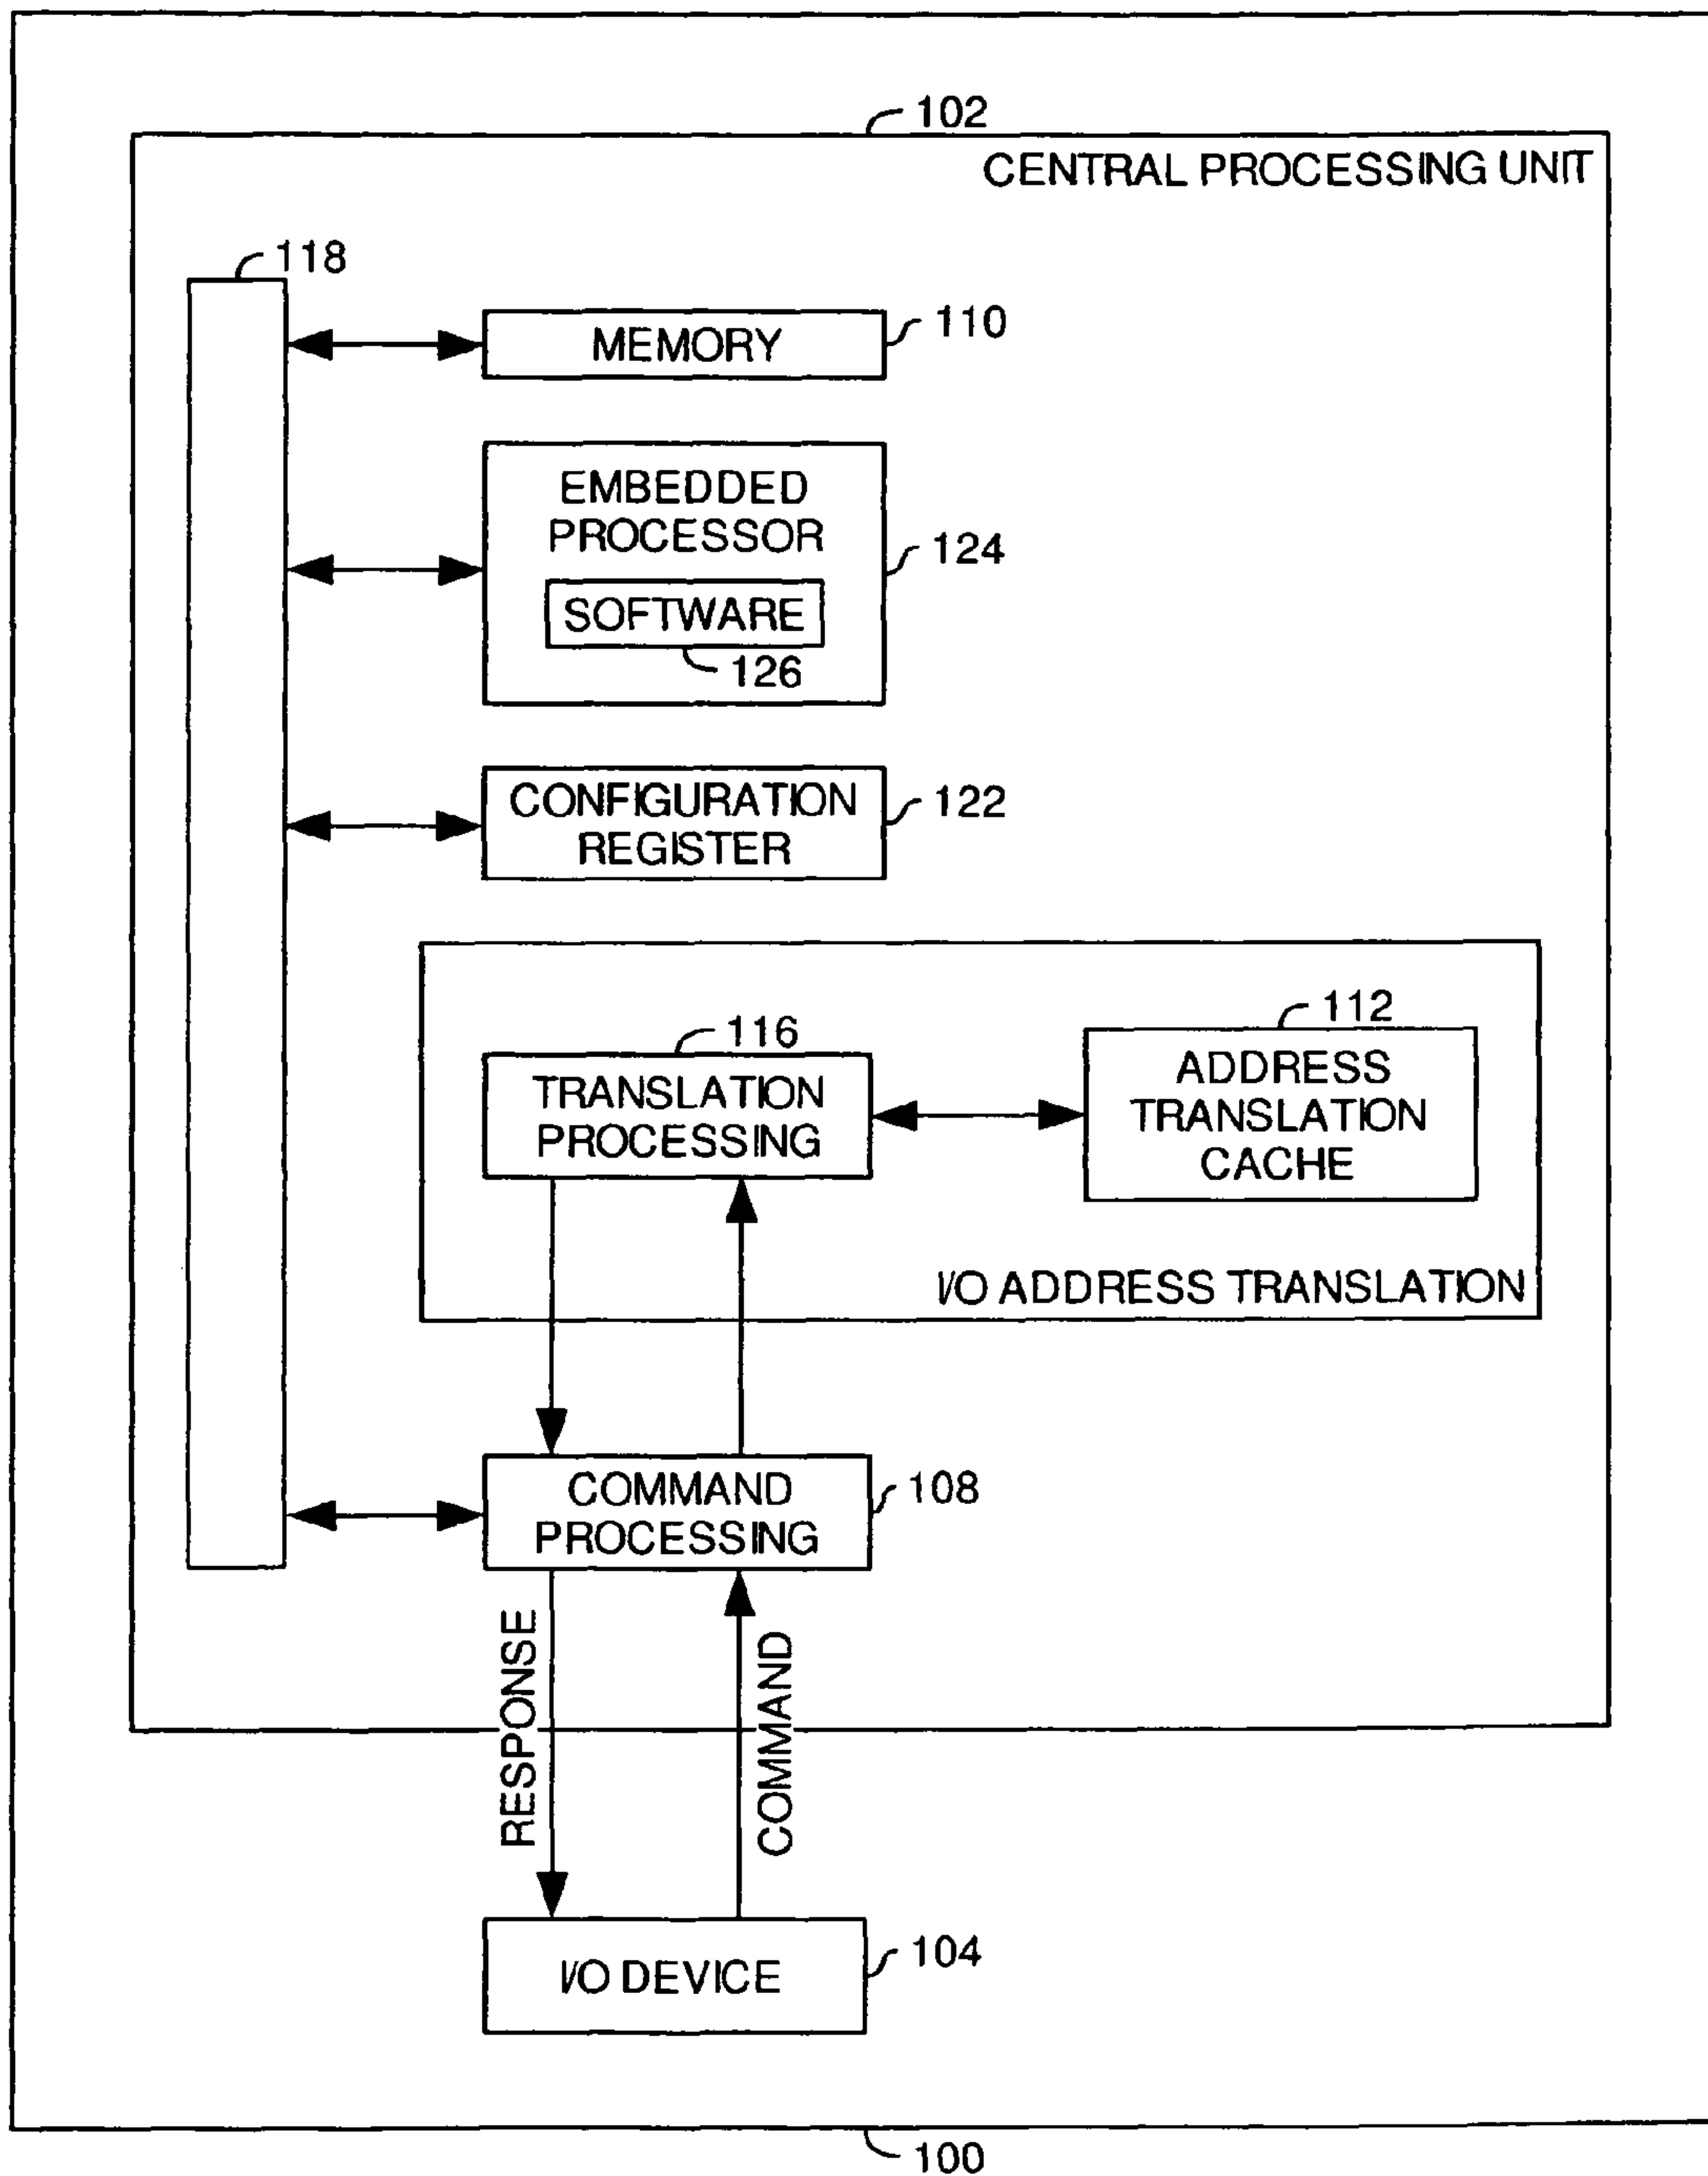 102
CENTRAL PROCESSING UNIT
118
MEMORY
110
EMBEDDED
PROCESSOR
124
SOFTWARE
126
CONFIGURATION
REGISTER
122
116
112
TRANSLATION
PROCESSING
ADDRESS
TRANSLATION
CACHE
I/O ADDRESS TRANSLATION
COMMAND
PROCESSING
108
RESPONSE
COMMAND
I/O DEVICE
104
100